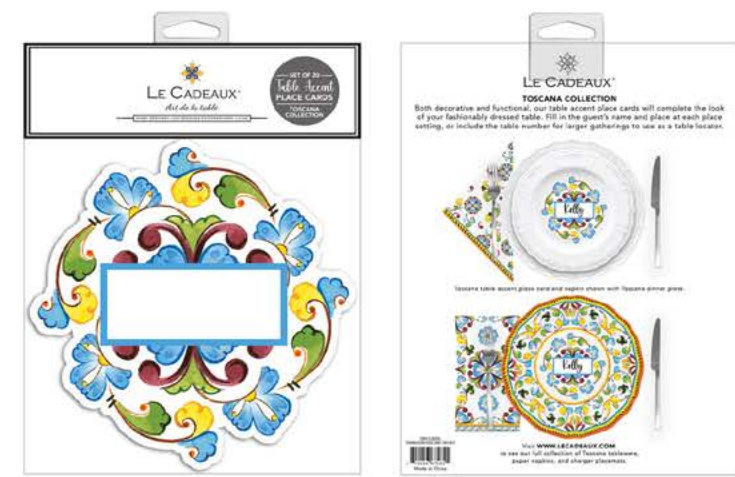 LE CADEAUX
Art de la table
SET OF 20
Table Accent
PLACE CARDS
TOSCANA
COLLECTION
LE CADEAUX
TOSCANA COLLECTION
Both decorative and functional, our table accent place cards will complete the look
of your fashionably dressed table. Fill in the guest's name and place at each place
setting, or include the table number for larger gatherings to use as a table locator.
Kelly
Toscana table accent place card and napkin shown with Toscana dinner plate.
Kelly
Visit WWW.LECADEAUX.COM
to see our full collection of Toscana tableware,
paper napkins, and charger placemats.
Made in China